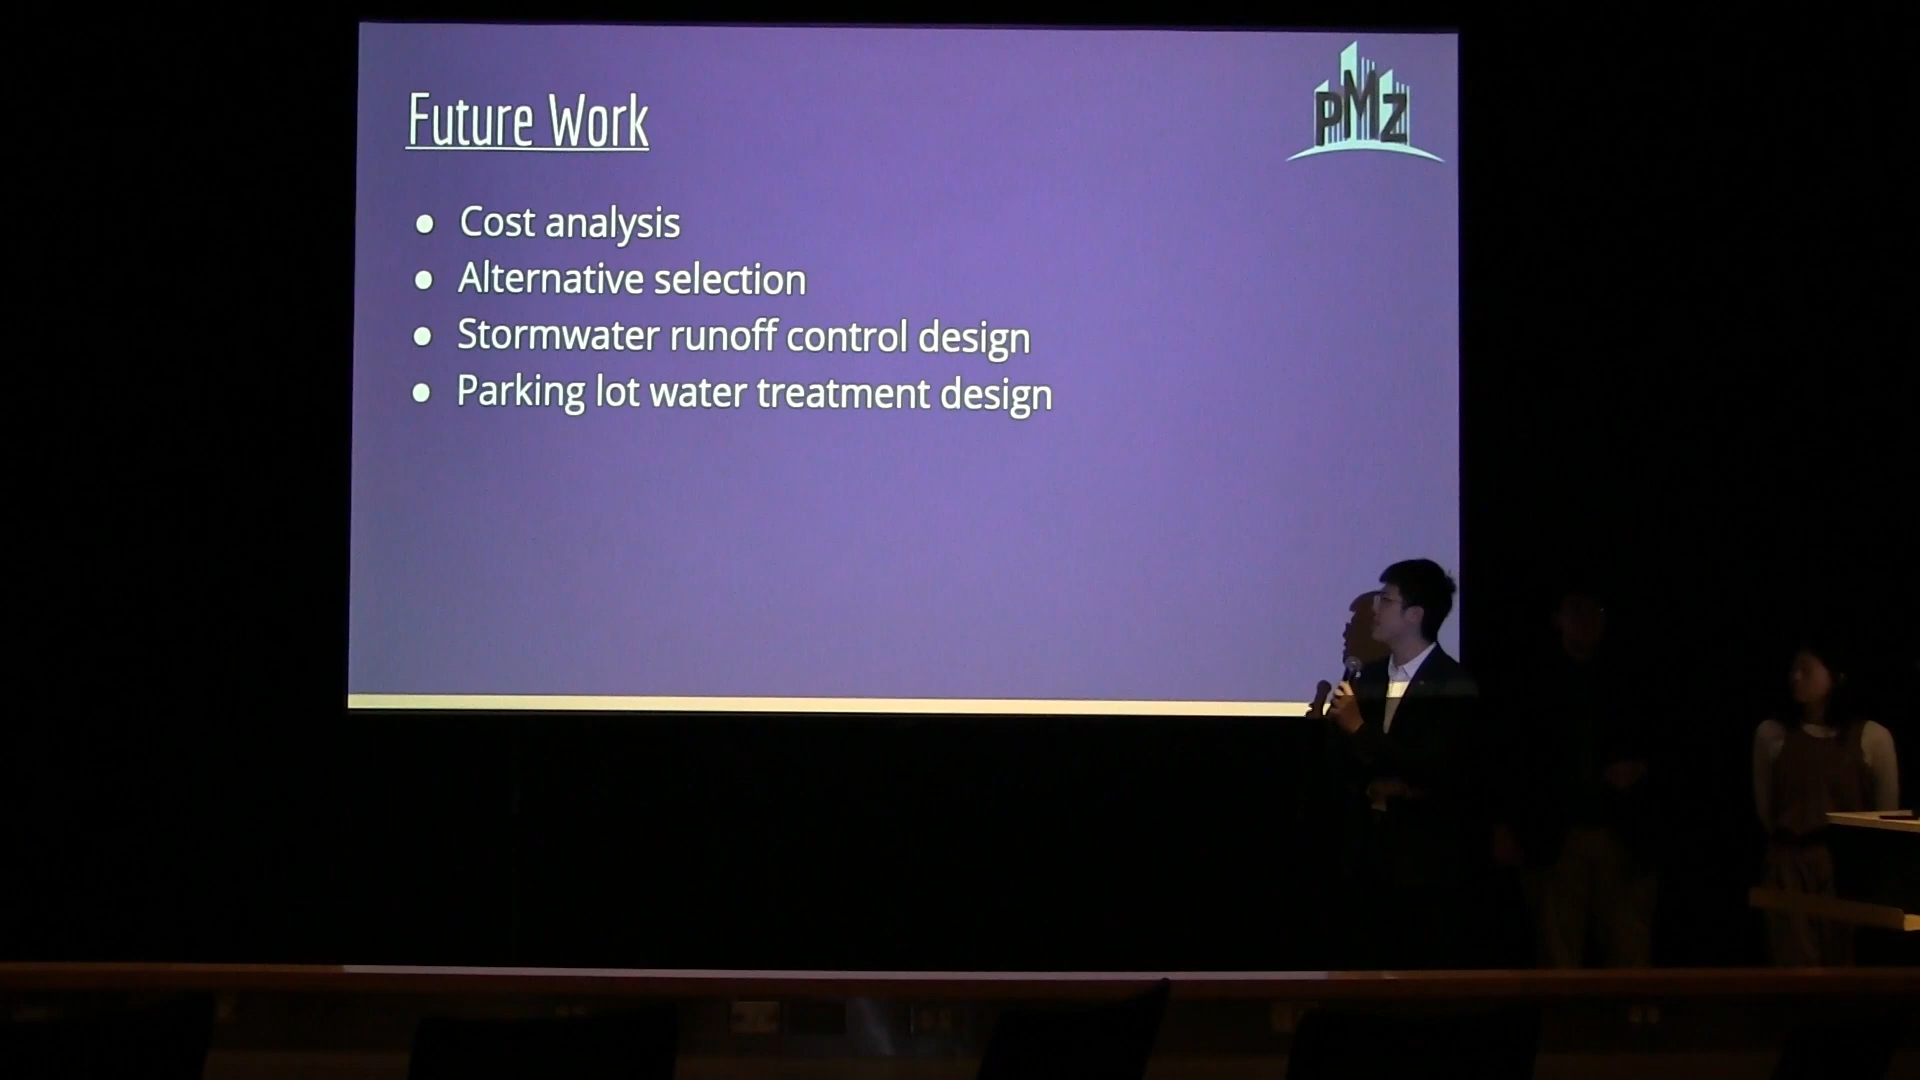 Future Work
PMZ
● Cost analysis
● Alternative selection
● Stormwater runoff control design
● Parking lot water treatment design